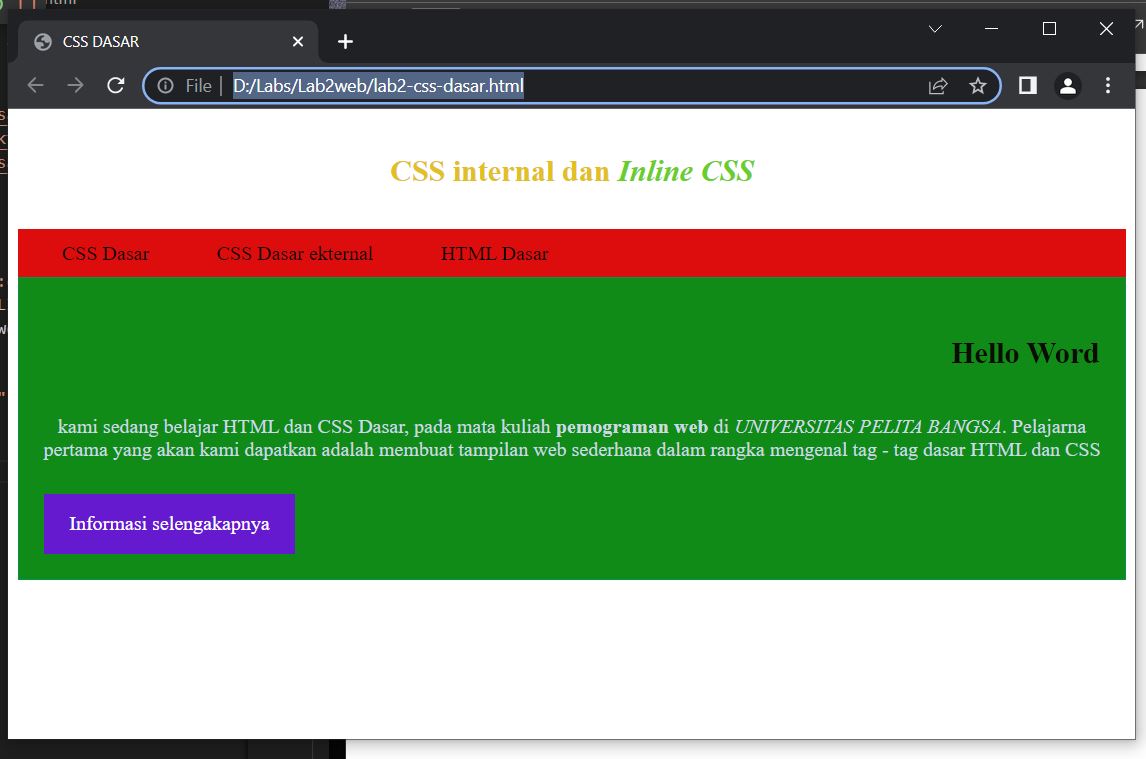 html
CSS DASAR
File | D:/Labs/Lab2web/lab2-css-dasar.html
CSS internal dan Inline CSS
CSS Dasar CSS Dasar ekternal HTML Dasar
Hello Word
kami sedang belajar HTML dan CSS Dasar, pada mata kuliah pemograman web di UNIVERSITAS PELITA BANGSA. Pelajarna
pertama yang akan kami dapatkan adalah membuat tampilan web sederhana dalam rangka mengenal tag - tag dasar HTML dan CSS
Informasi selengakapnya